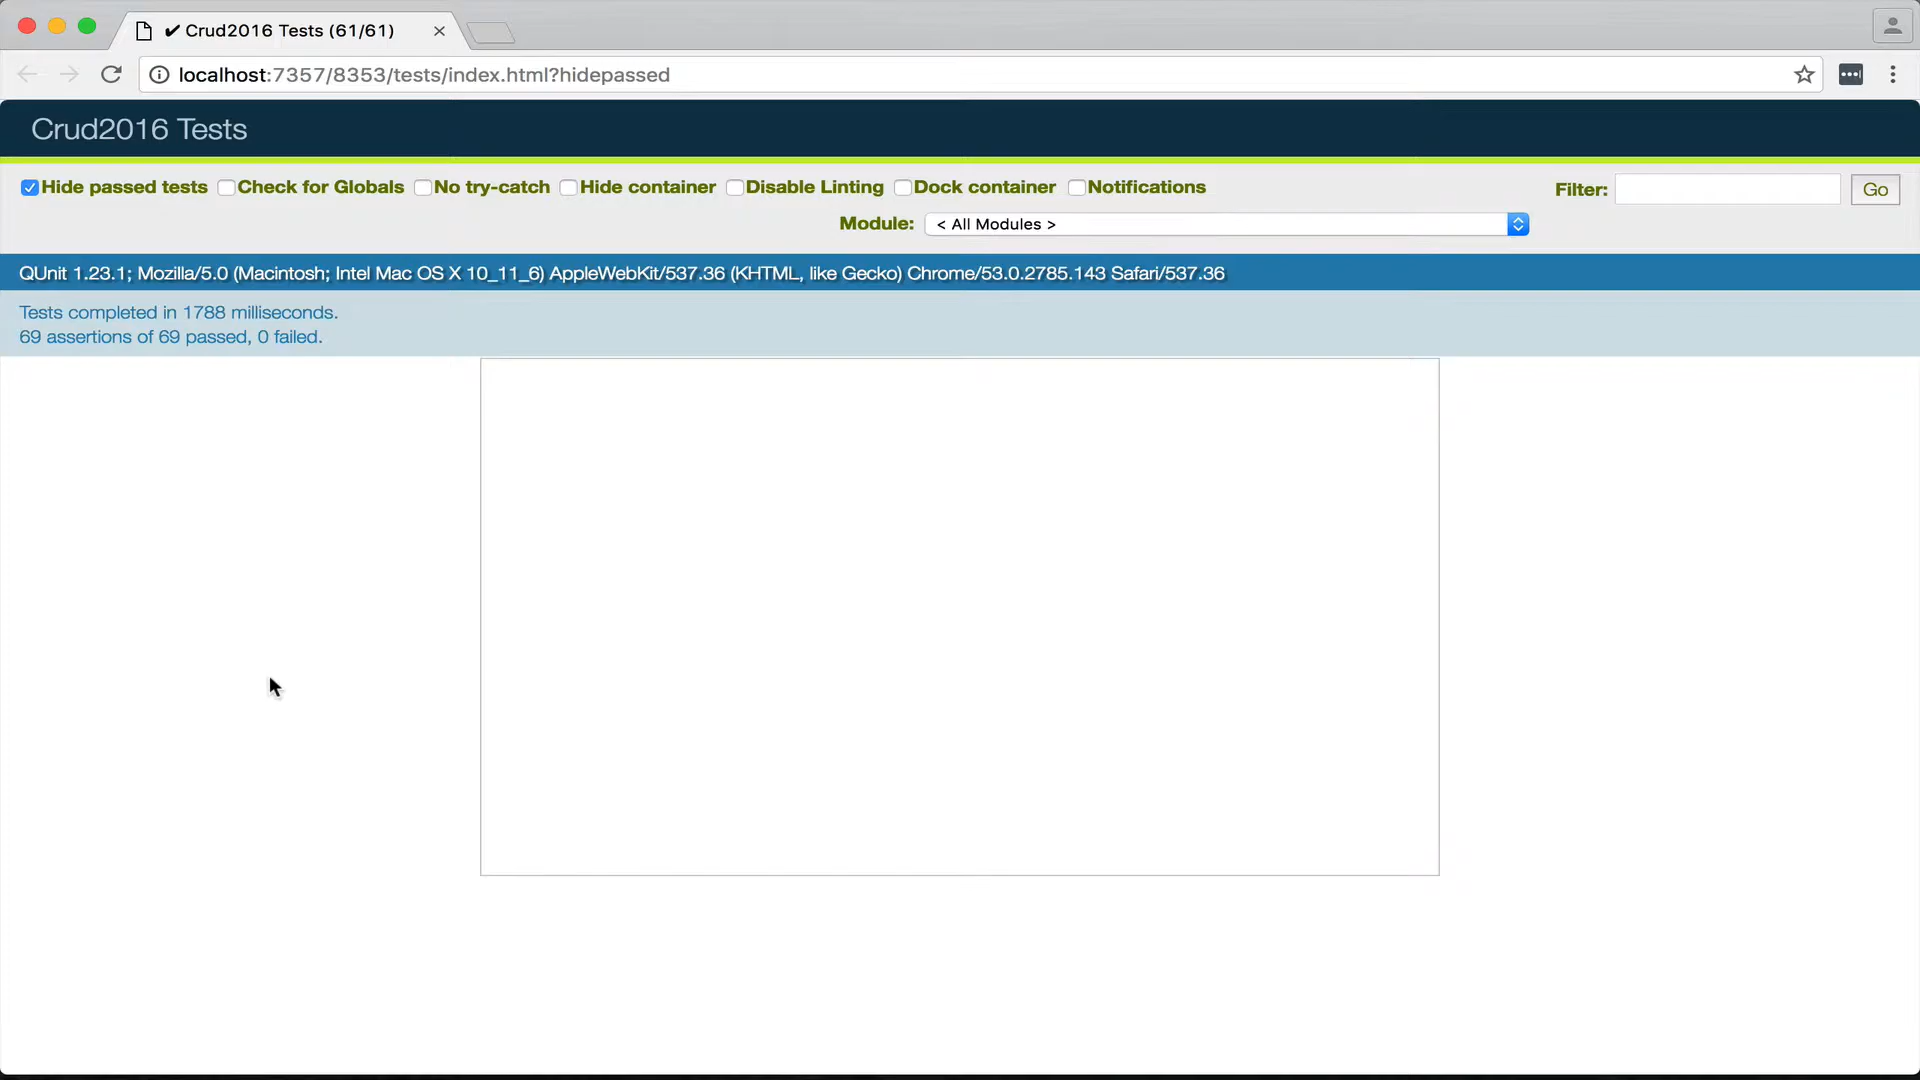 ✔ Crud2016 Tests (61/61)
localhost:7357/8353/tests/index.html?hidepassed
Crud2016 Tests
Hide passed tests Check for Globals No try-catch Hide container Disable Linting Dock container Notifications Filter: Go
Module: < All Modules >
QUnit 1.23.1; Mozilla/5.0 (Macintosh; Intel Mac OS X 10_11_6) AppleWebKit/537.36 (KHTML, like Gecko) Chrome/53.0.2785.143 Safari/537.36
Tests completed in 1788 milliseconds.
69 assertions of 69 passed, 0 failed.